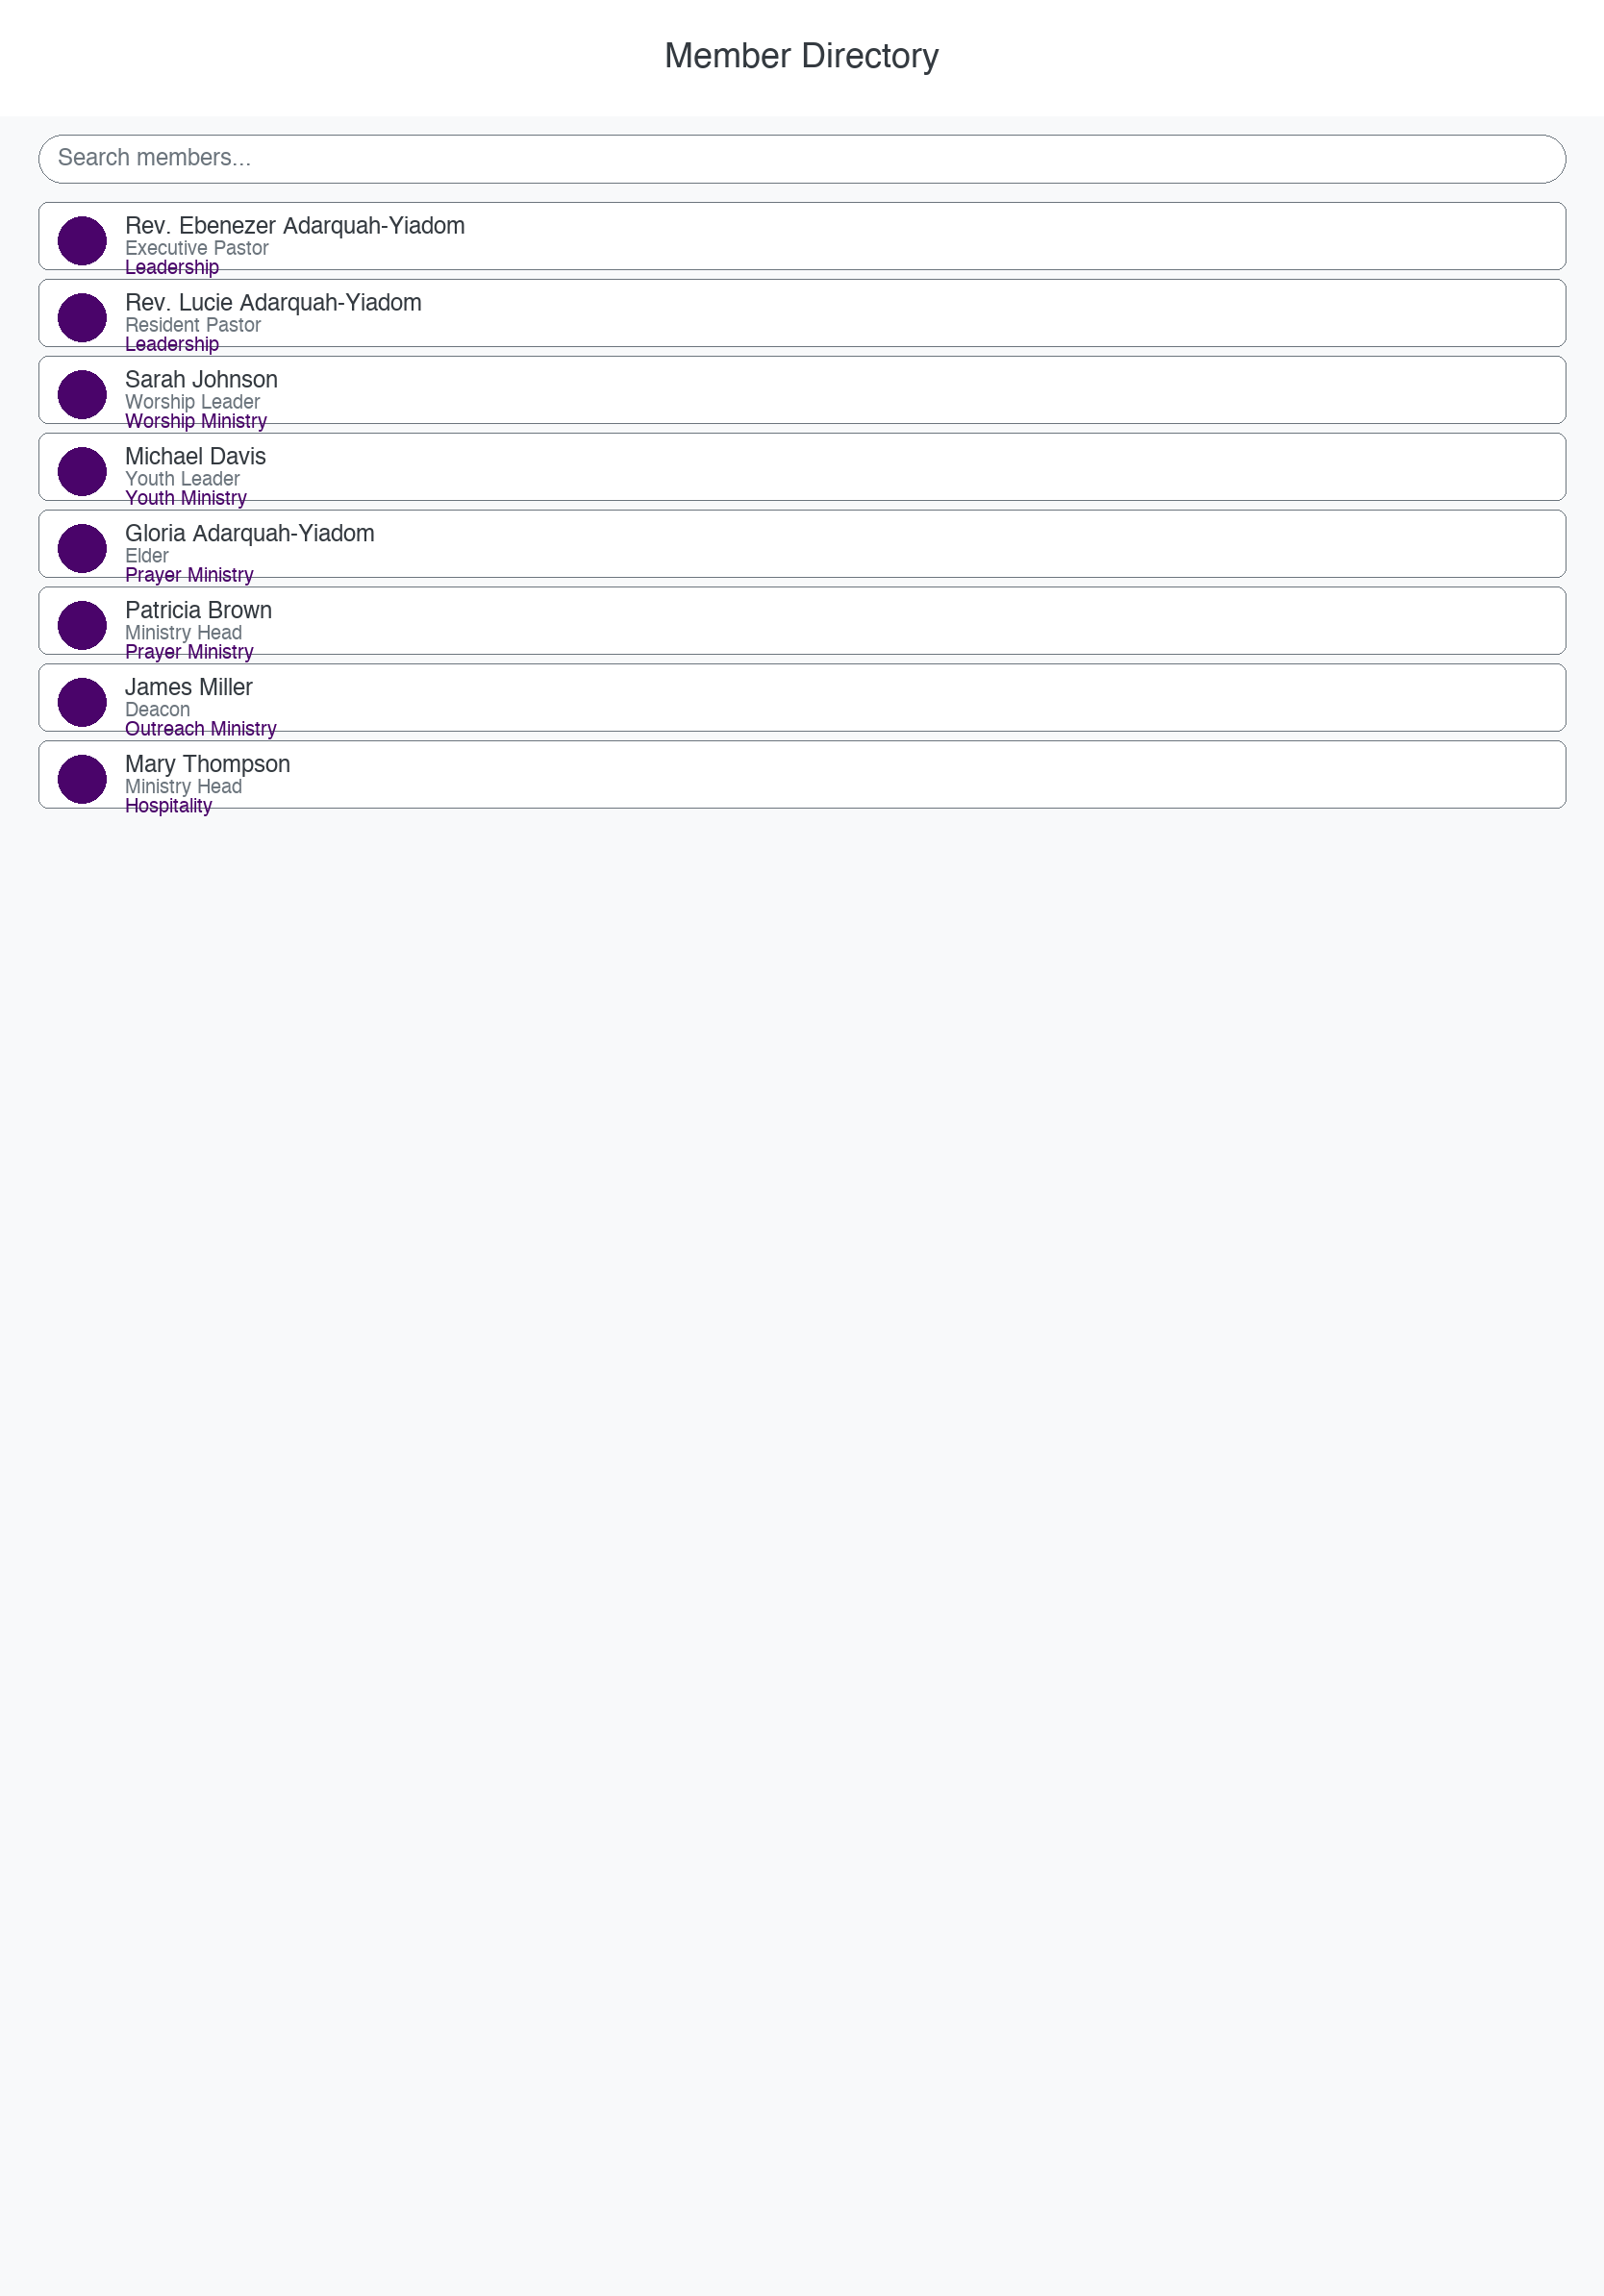 Member Directory
Search members...
Rev. Ebenezer Adarquah-Yiadom
Executive Pastor
Leadership
Rev. Lucie Adarquah-Yiadom
Resident Pastor
Leadership
Sarah Johnson
Worship Leader
Worship Ministry
Michael Davis
Youth Leader
Youth Ministry
Gloria Adarquah-Yiadom
Elder
Prayer Ministry
Patricia Brown
Ministry Head
Prayer Ministry
James Miller
Deacon
Outreach Ministry
Mary Thompson
Ministry Head
Hospitality